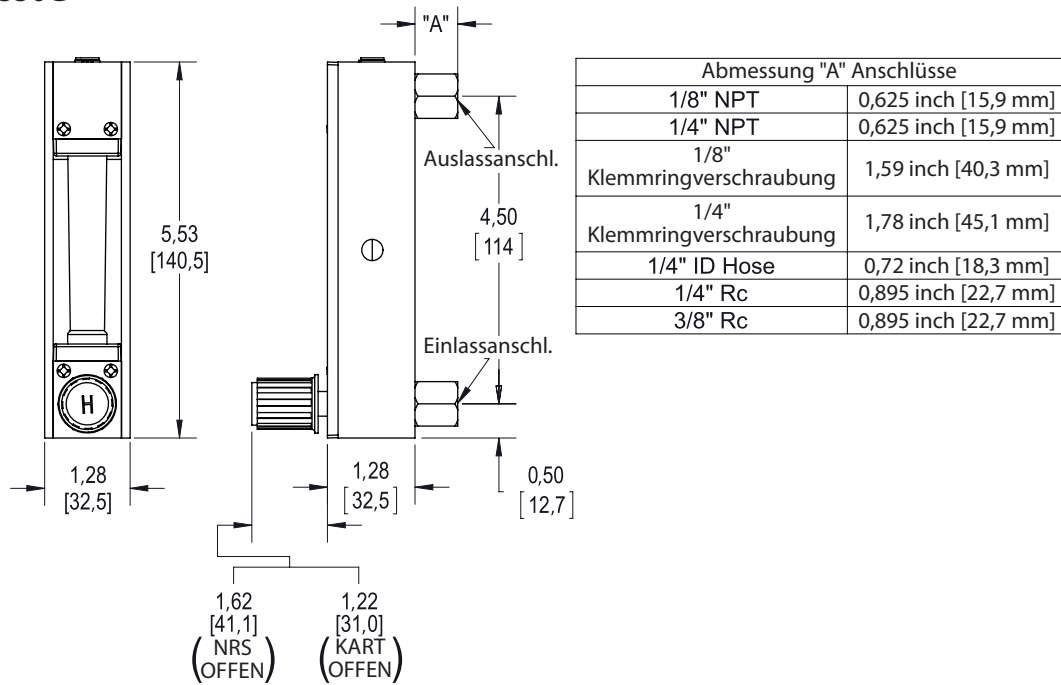 "A"
Auslassanschl.
4,50
[114]
5,53
[140,5]
Einlassanschl.
H
1,28
[32,5]
1,28
[32,5]
0,50
[12,7]
1,62
[41,1]
(NRS
OFFEN)
1,22
[31,0]
(KART
OFFEN)
Abmessung "A" Anschlüsse
1/8" NPT 0,625 inch [15,9 mm]
1/4" NPT 0,625 inch [15,9 mm]
1/8"
Klemmringverschraubung 1,59 inch [40,3 mm]
1/4"
Klemmringverschraubung 1,78 inch [45,1 mm]
1/4" ID Hose 0,72 inch [18,3 mm]
1/4" Rc 0,895 inch [22,7 mm]
3/8" Rc 0,895 inch [22,7 mm]